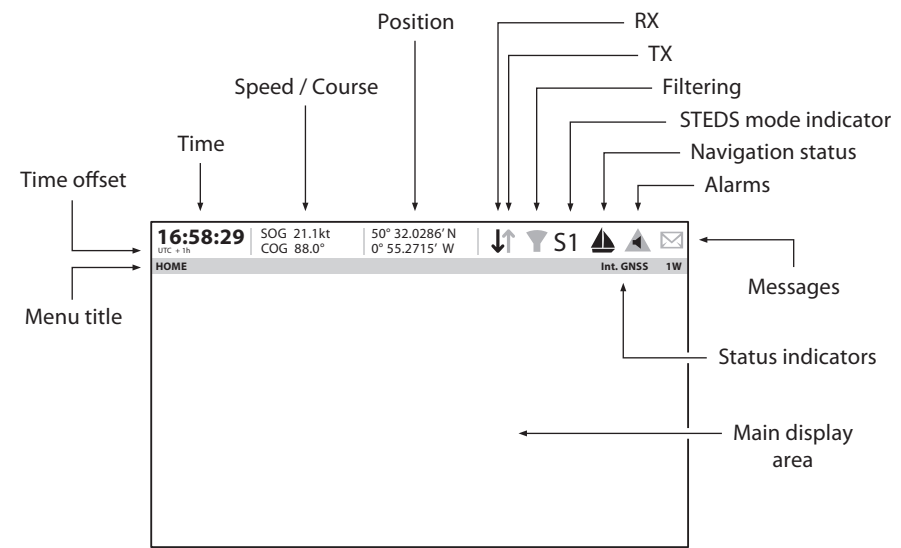 Position
RX
TX
Speed / Course
Filtering
STEDS mode indicator
Time
Navigation status
Time offset
Alarms
16:58:29
UTC + 1h
SOG 21.1kt
COG 88.0°
50° 32.0286' N
0° 55.2715' W
S1
HOME
Int. GNSS 1W
Messages
Menu title
Status indicators
Main display
area